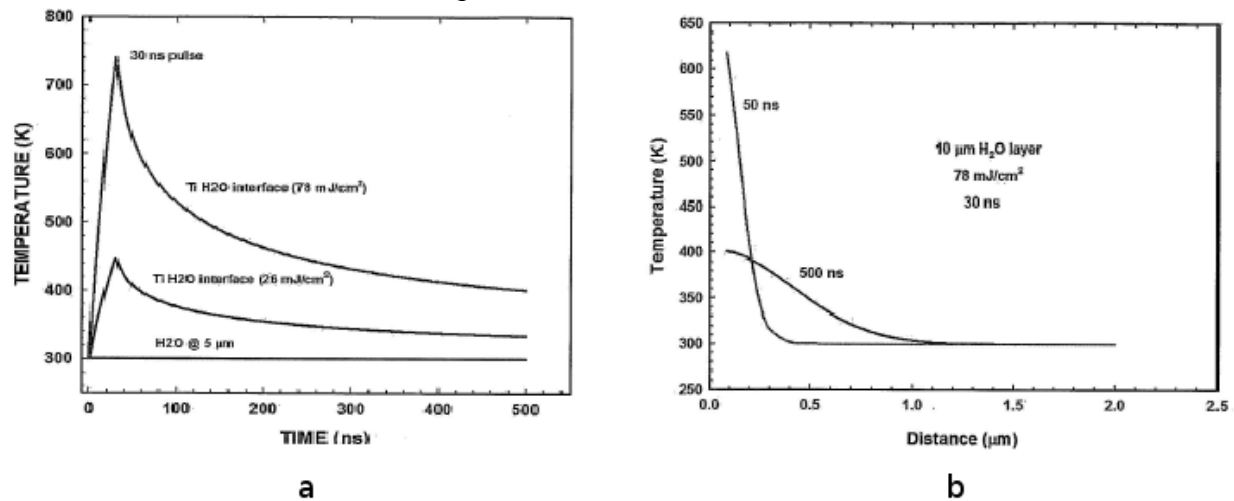 800
700
600
500
400
300
TEMPERATURE (K)
30 ns pulse
Ti H2O interface (78 mJ/cm²)
Ti H2O interface (26 mJ/cm²)
H2O @ 5 µm
0 100 200 300 400 500
TIME (ns)
a
650
600
550
500
450
400
350
300
250
Temperature (K)
50 ns
10 µm H₂O layer
78 mJ/cm²
30 ns
500 ns
0.0 0.5 1.0 1.5 2.0 2.5
Distance (µm)
b